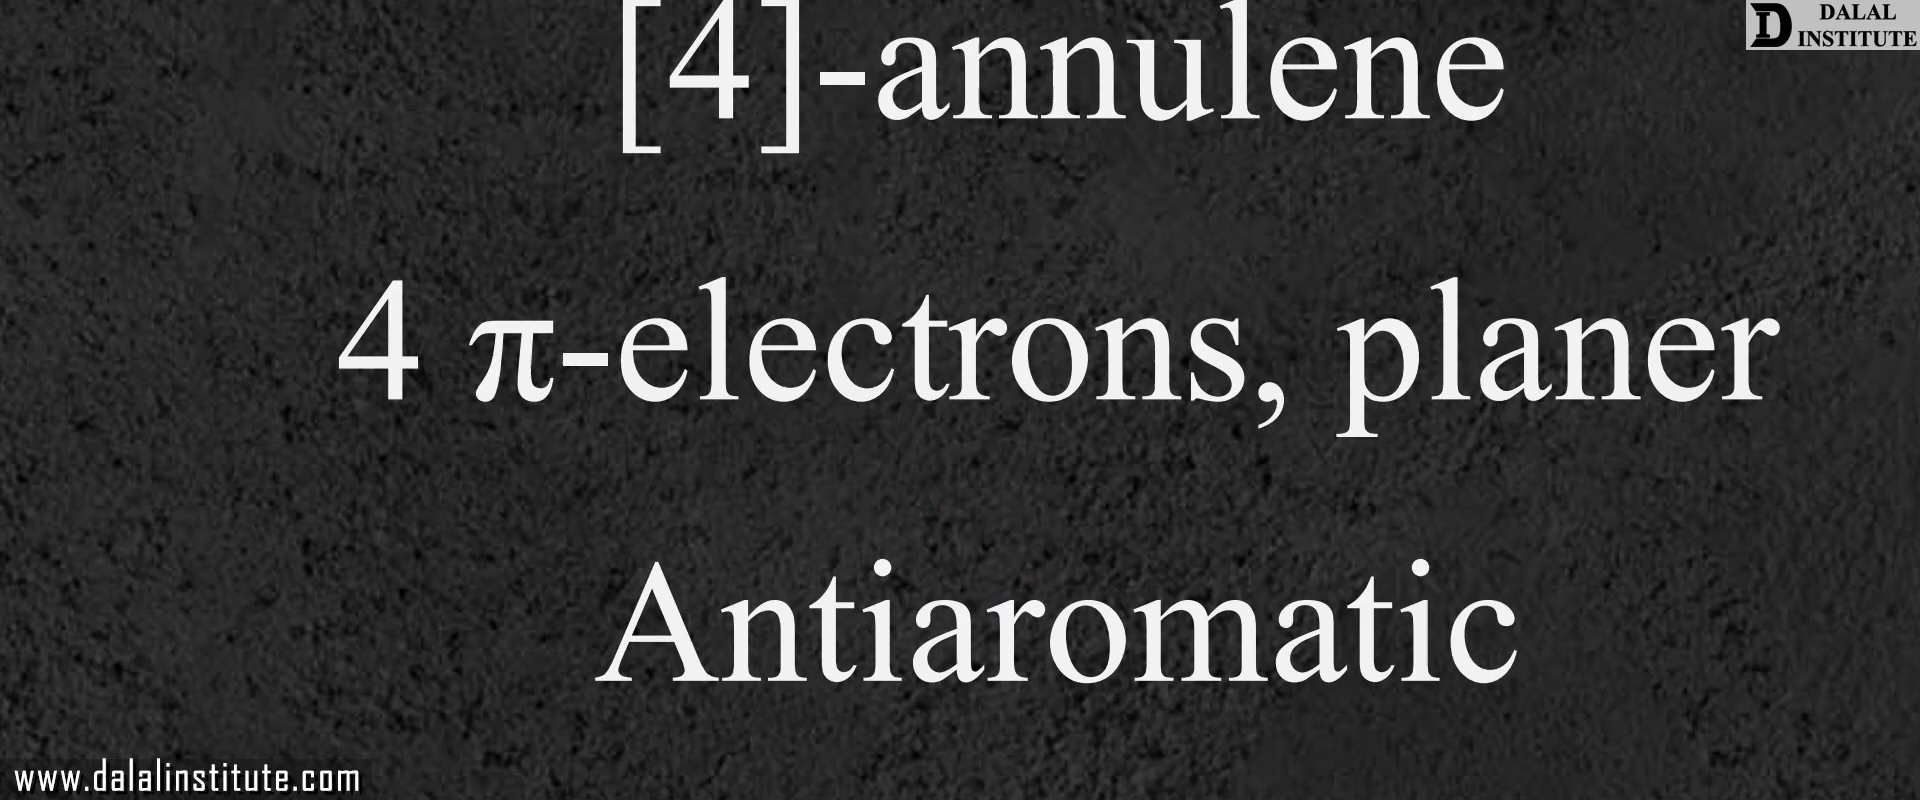 [4]-annulene
DALAL
INSTITUTE
4 π-electrons, planer
Antiaromatic
www.dalalinstitute.com